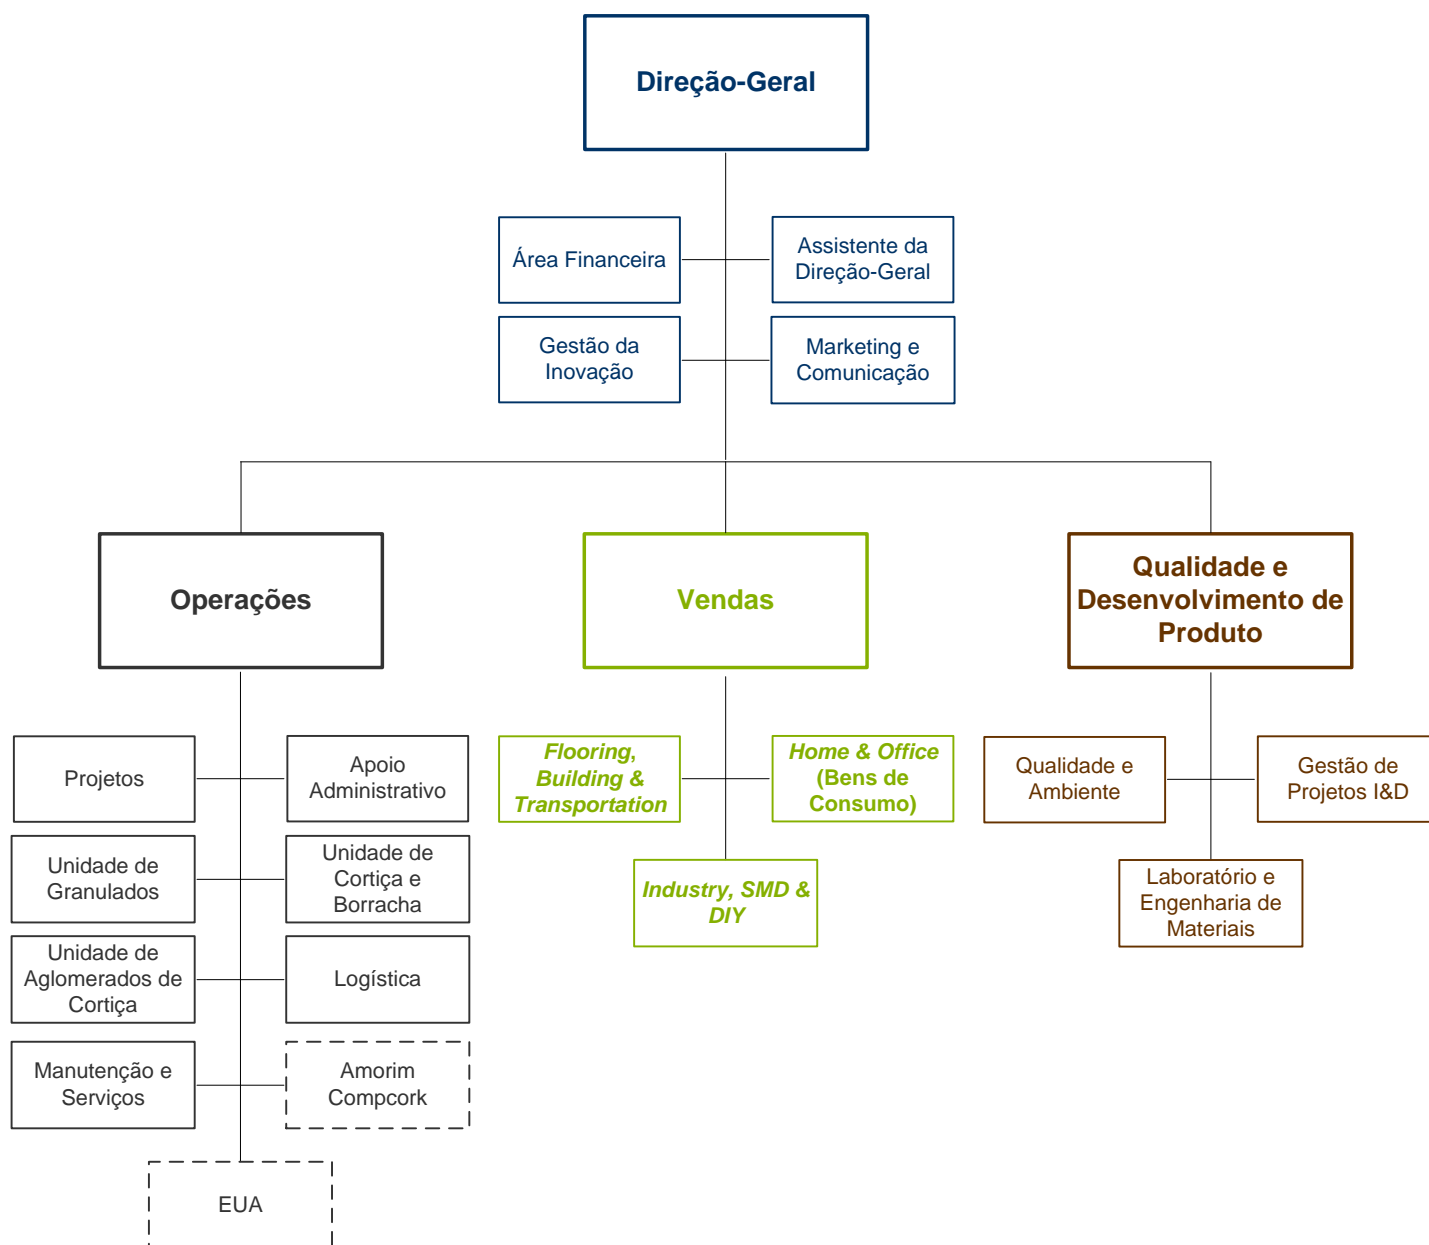 Direção-Geral
Área Financeira
Assistente da
Direção-Geral
Gestão da
Inovação
Marketing e
Comunicação
Operações
Vendas
Qualidade e
Desenvolvimento de
Produto
Projetos
Apoio
Administrativo
Unidade de
Granulados
Unidade de
Cortiça e
Borracha
Unidade de
Aglomerados de
Cortiça
Logística
Manutenção e
Serviços
Amorim
Compcork
EUA
Flooring,
Building &
Transportation
Home & Office
(Bens de
Consumo)
Industry, SMD &
DIY
Qualidade e
Ambiente
Gestão de
Projetos I&D
Laboratório e
Engenharia de
Materiais